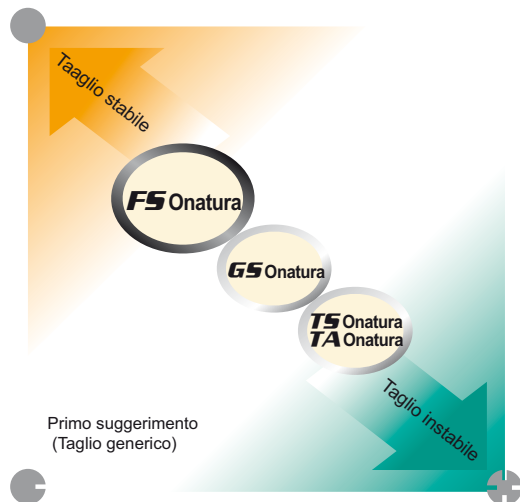 Taaglio stabile
FS Onatura
GS Onatura
TS Onatura
TA Onatura
Taglio instabile
Primo suggerimento
(Taglio generico)